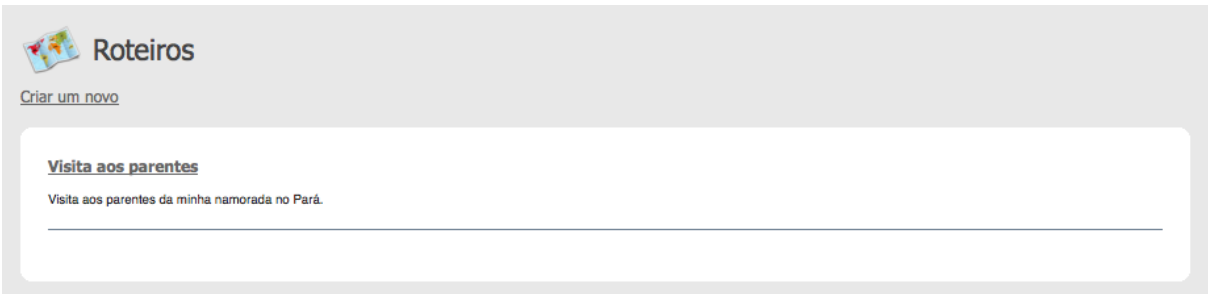 Roteiros
Criar um novo
Visita aos parentes
Visita aos parentes da minha namorada no Pará.